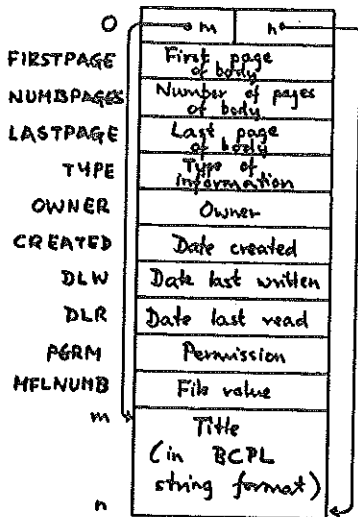 0 m n
FIRSTPAGE First page
of body
NUMBPAGES Number of pages
of body
LASTPAGE Last page
of body
TYPE Type of
information
OWNER Owner
CREATED Date created
DLW Date last written
DLR Date last read
PERM Permission
MFLNUMB File value
m Title
(in BCPL
string format)
n